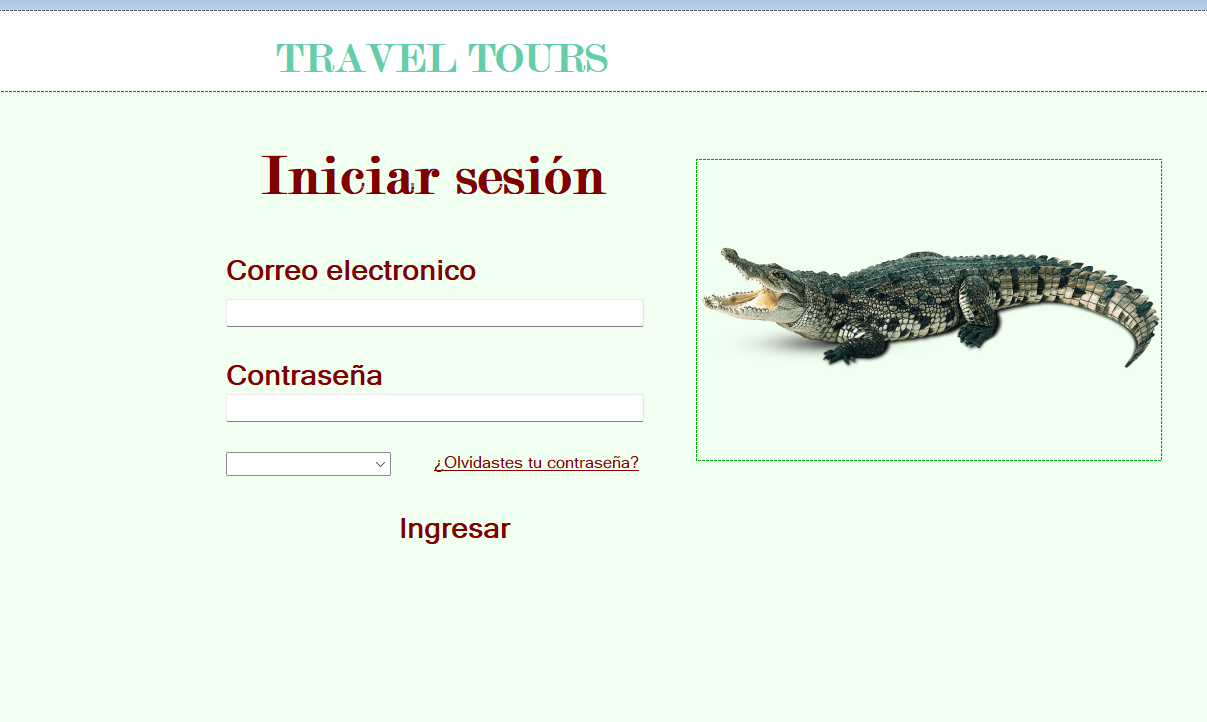 TRAVEL TOURS
Iniciar sesión
Correo electronico
Contraseña
¿Olvidastes tu contraseña?
Ingresar